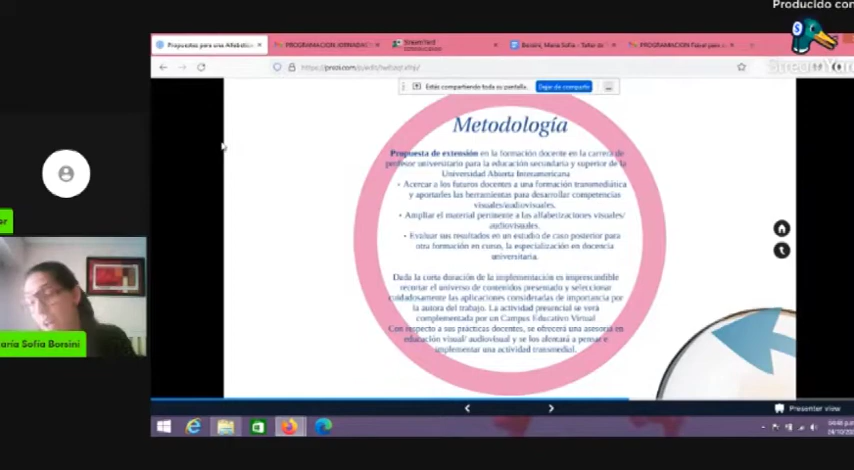 Producido con
StreamYard
Propuestas para una Alfabetiz
PROGRAMACION JORNADAS
StreamYard
Borsini, María Sofía - Taller de T
PROGRAMACION Final para
https://prezi.com/p/edit/
Estás compartiendo toda su pantalla.
Dejar de compartir
Metodología
Propuesta de extensión en la formación docente en la carrera de
profesor universitario para la educación secundaria y superior de la
Universidad Abierta Interamericana
• Acercar a los futuros docentes a una formación transmediática
y aportarles las herramientas para desarrollar competencias
visuales/audiovisuales.
• Ampliar el material pertinente a las alfabetizaciones visuales/
audiovisuales.
• Evaluar sus resultados en un estudio de caso posterior para
otra formación en curso, la especialización en docencia
universitaria.
Dada la corta duración de la implementación es imprescindible
recortar el universo de contenidos presentado y seleccionar
cuidadosamente las aplicaciones consideradas de importancia por
la autora del trabajo. La actividad presencial se verá
complementada por un Campus Educativo Virtual
Con respecto a sus prácticas docentes, se ofrecerá una asesoría en
educación visual/ audiovisual y se los alentará a pensar e
implementar una actividad transmedial.
er
aría Sofía Borsini
Presenter view